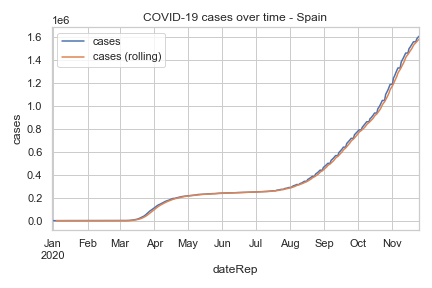 COVID-19 cases over time - Spain
1e6
cases
cases (rolling)
1.6
1.4
1.2
1.0
0.8
0.6
0.4
0.2
0.0
cases
Jan Feb Mar Apr May Jun Jul Aug Sep Oct Nov
2020
dateRep